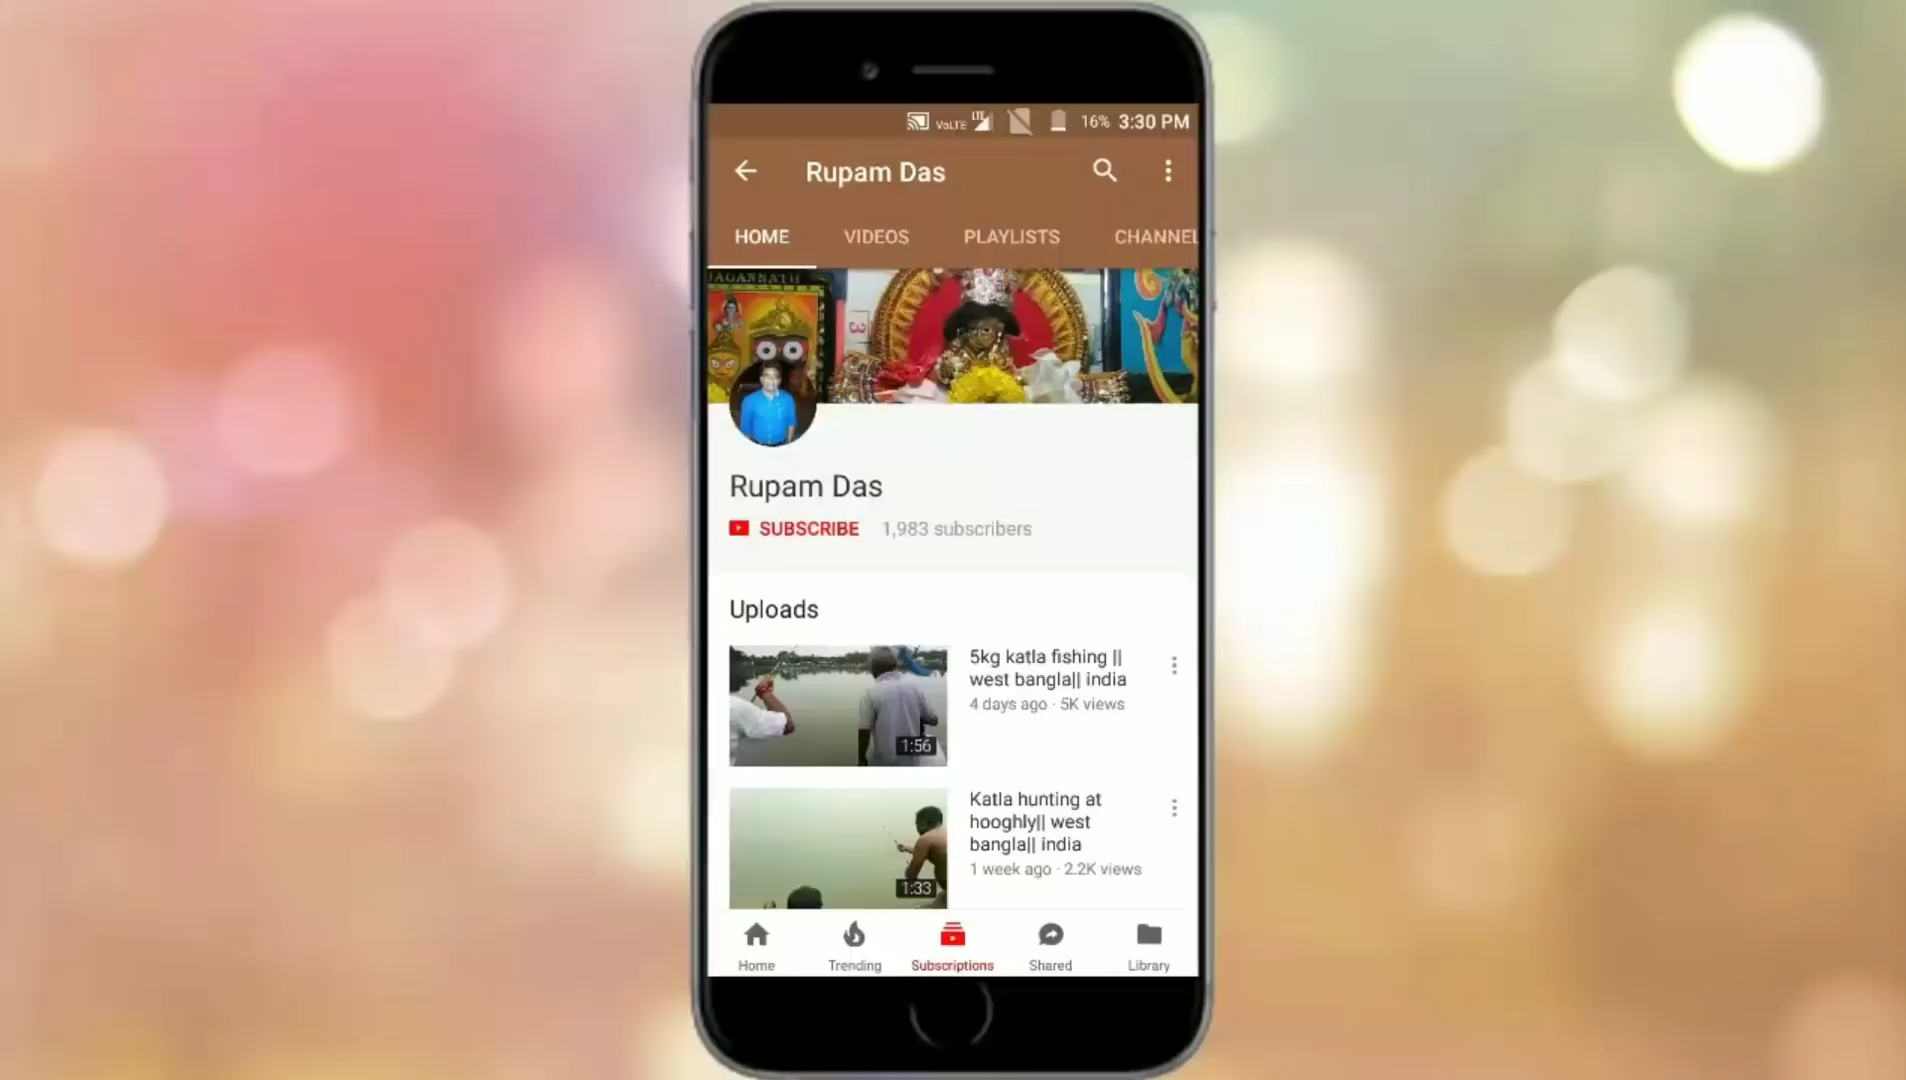 VoLTE LTE 16% 3:30 PM
Rupam Das
HOME VIDEOS PLAYLISTS CHANNEL
JAGANNATH
Rupam Das
SUBSCRIBE 1,983 subscribers
Uploads
5kg katla fishing ||
west bangla|| india
4 days ago · 5K views
1:56
Katla hunting at
hooghly|| west
bangla|| india
1 week ago · 2.2K views
1:33
Home Trending Subscriptions Shared Library